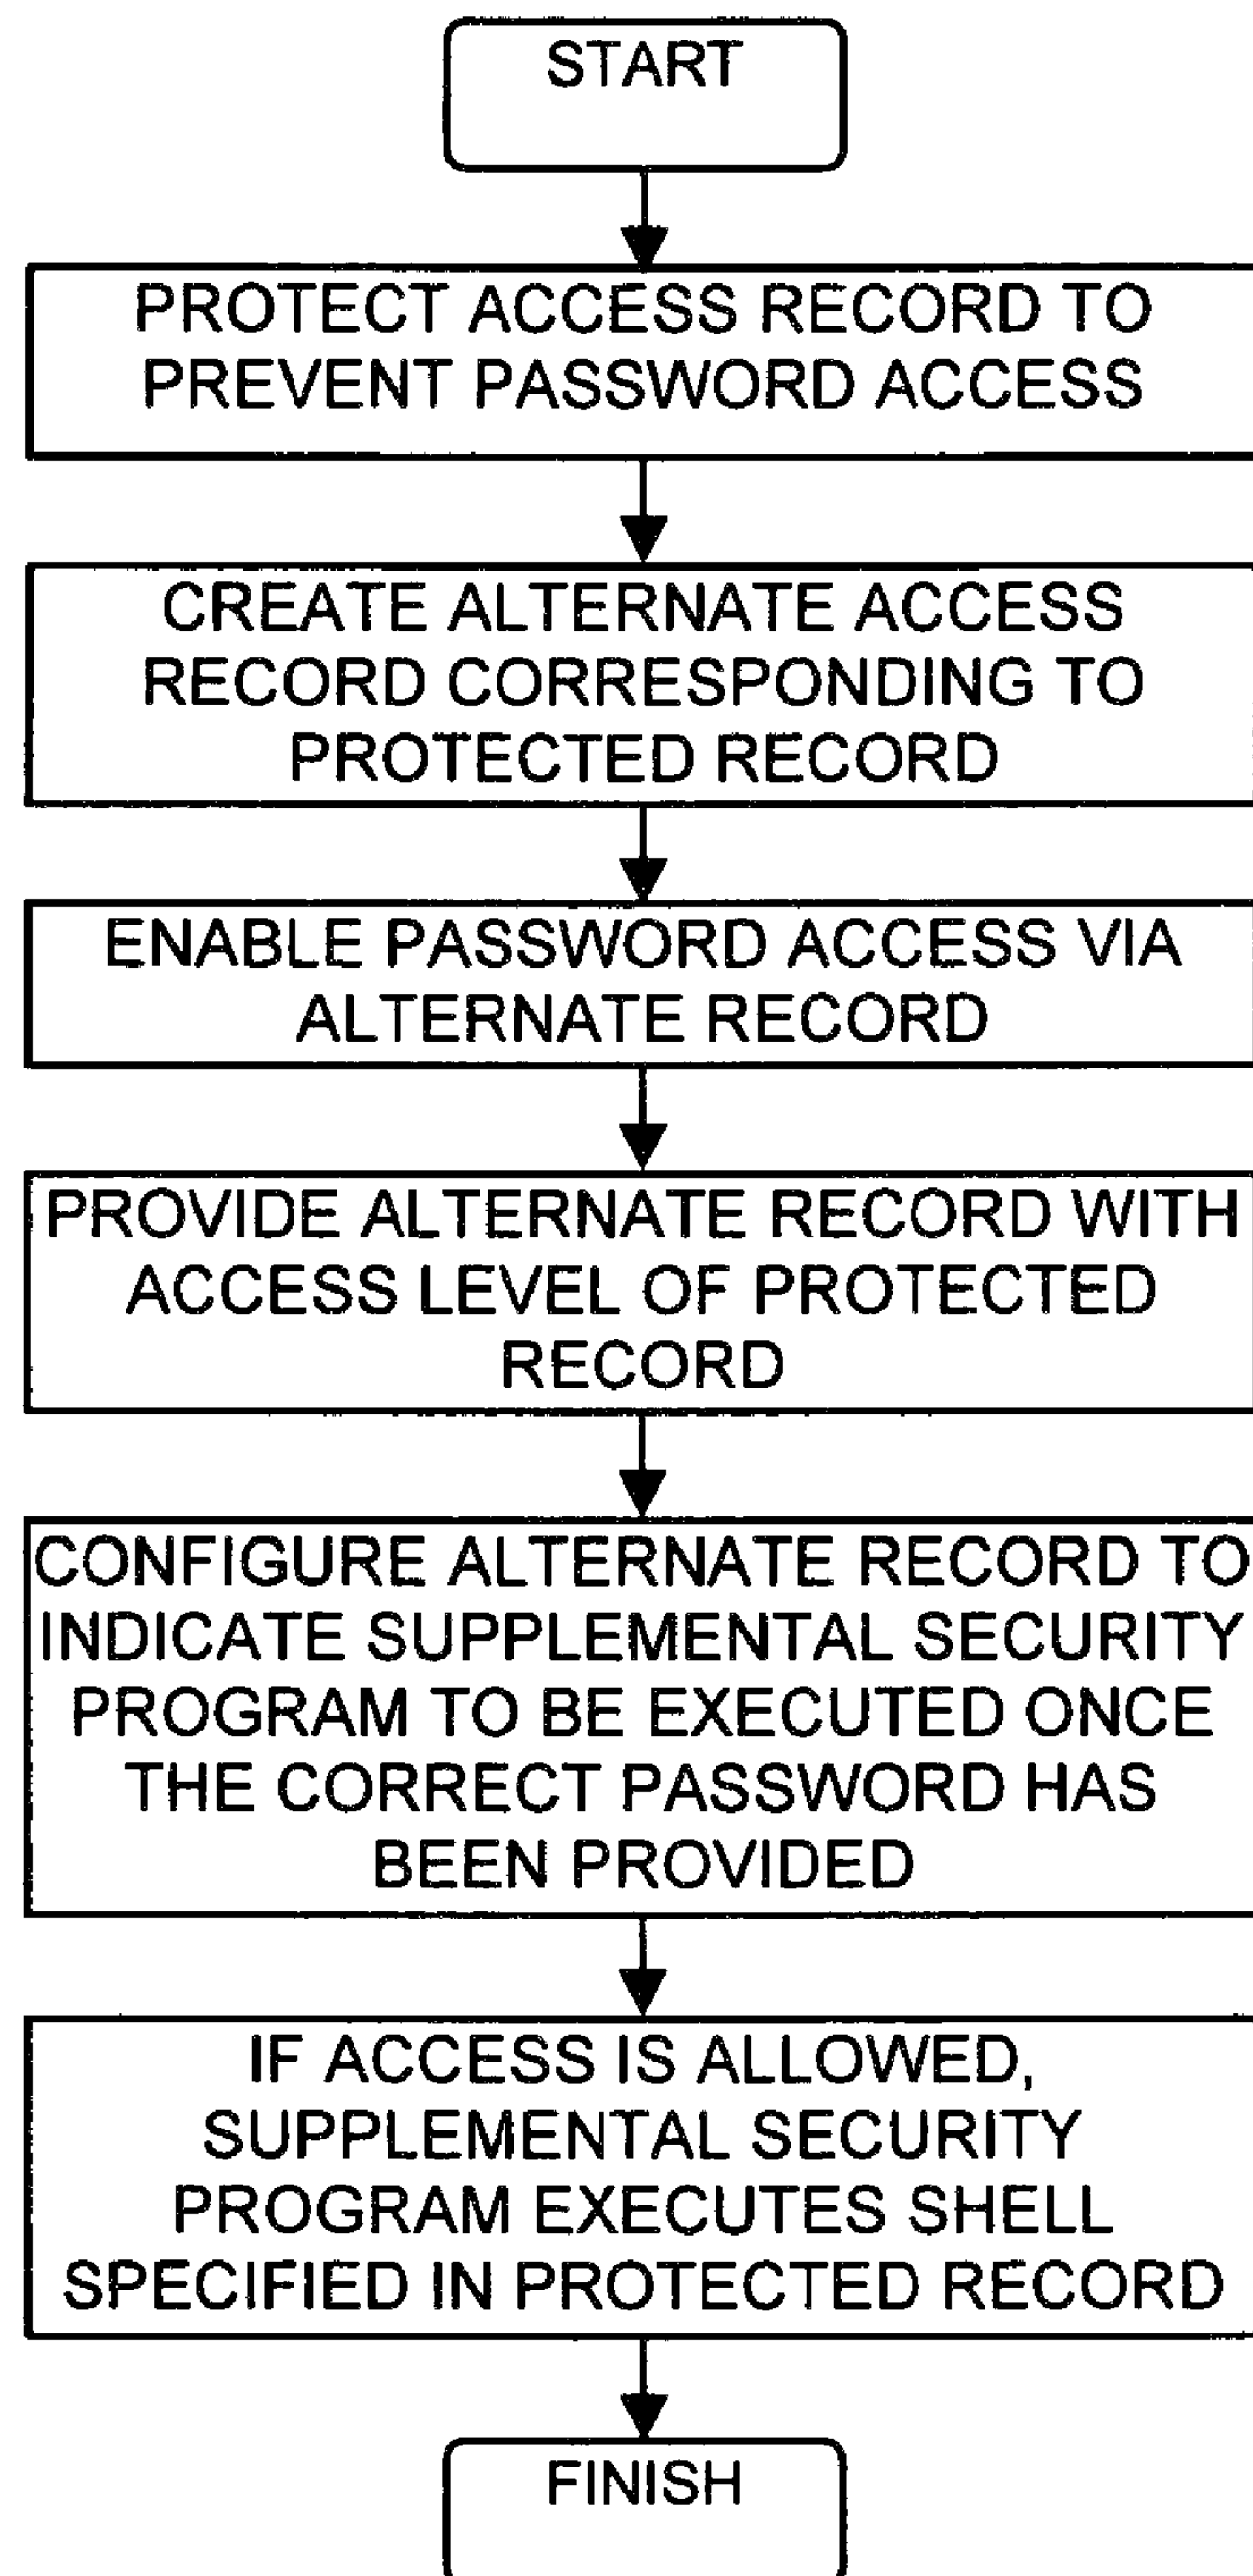 START
PROTECT ACCESS RECORD TO
PREVENT PASSWORD ACCESS
CREATE ALTERNATE ACCESS
RECORD CORRESPONDING TO
PROTECTED RECORD
ENABLE PASSWORD ACCESS VIA
ALTERNATE RECORD
PROVIDE ALTERNATE RECORD WITH
ACCESS LEVEL OF PROTECTED
RECORD
CONFIGURE ALTERNATE RECORD TO
INDICATE SUPPLEMENTAL SECURITY
PROGRAM TO BE EXECUTED ONCE
THE CORRECT PASSWORD HAS
BEEN PROVIDED
IF ACCESS IS ALLOWED,
SUPPLEMENTAL SECURITY
PROGRAM EXECUTES SHELL
SPECIFIED IN PROTECTED RECORD
FINISH